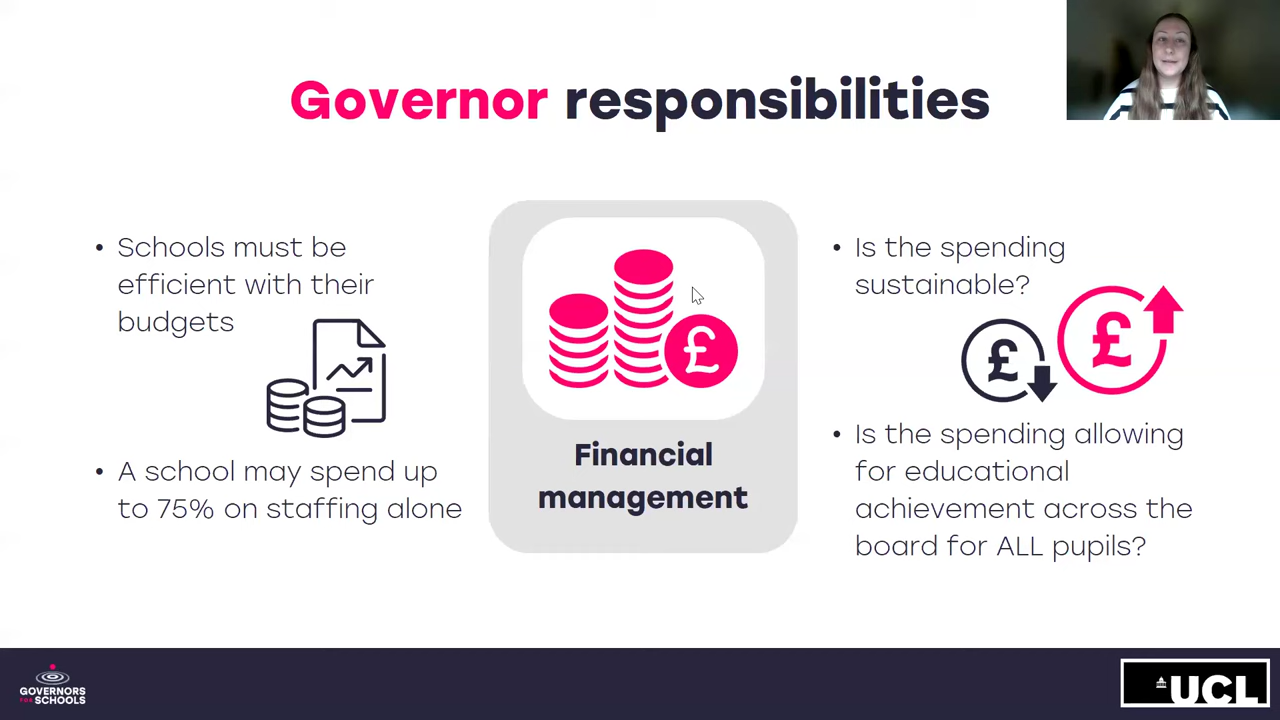 Governor responsibilities
• Schools must be
efficient with their
budgets
• A school may spend up
to 75% on staffing alone
£
Financial
management
• Is the spending
sustainable?
£ £
• Is the spending allowing
for educational
achievement across the
board for ALL pupils?
GOVERNORS
FOR SCHOOLS
UCL